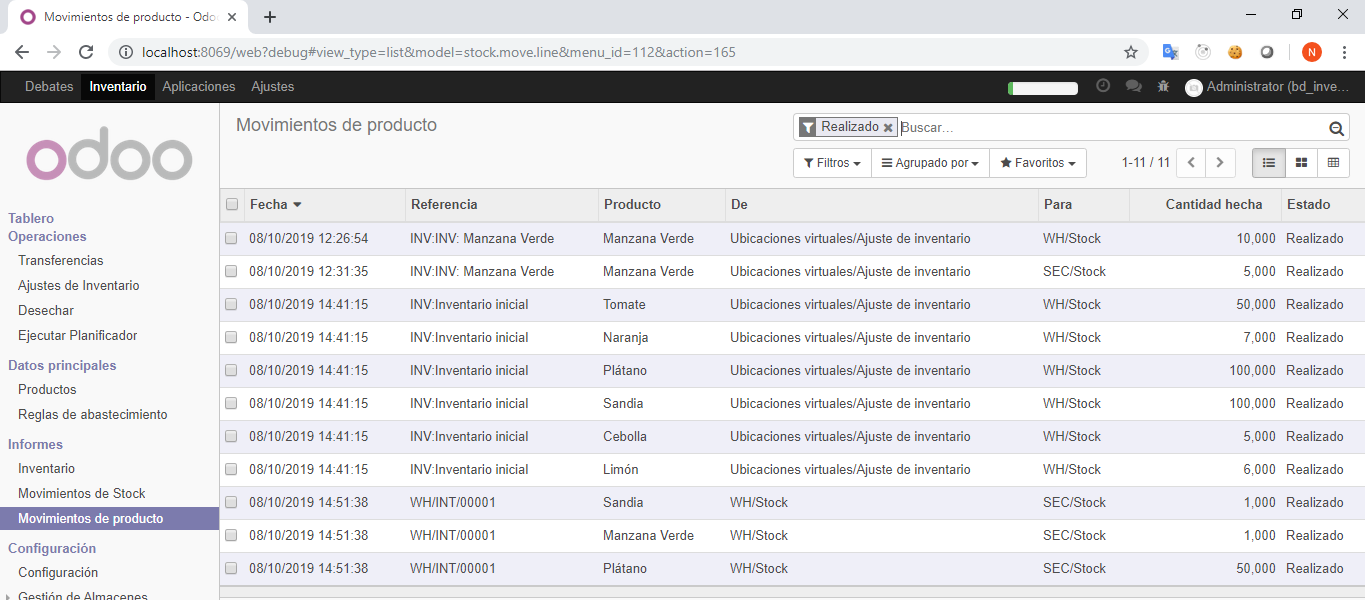 Movimientos de producto - Odo
localhost:8069/web?debug#view_type=list&model=stock.move.line&menu_id=112&action=165
N
Debates Inventario Aplicaciones Ajustes
Administrator (bd_inve...
odoo
Movimientos de producto
Realizado Buscar...
Filtros Agrupado por Favoritos 1-11 / 11
Tablero
Operaciones
Transferencias
Ajustes de Inventario
Desechar
Ejecutar Planificador
Datos principales
Productos
Reglas de abastecimiento
Informes
Inventario
Movimientos de Stock
Movimientos de producto
Configuración
Configuración
Gestión de Almacenes
Fecha Referencia Producto De Para Cantidad hecha Estado
08/10/2019 12:26:54 INV:INV: Manzana Verde Manzana Verde Ubicaciones virtuales/Ajuste de inventario WH/Stock 10,000 Realizado
08/10/2019 12:31:35 INV:INV: Manzana Verde Manzana Verde Ubicaciones virtuales/Ajuste de inventario SEC/Stock 5,000 Realizado
08/10/2019 14:41:15 INV:Inventario inicial Tomate Ubicaciones virtuales/Ajuste de inventario WH/Stock 50,000 Realizado
08/10/2019 14:41:15 INV:Inventario inicial Naranja Ubicaciones virtuales/Ajuste de inventario WH/Stock 7,000 Realizado
08/10/2019 14:41:15 INV:Inventario inicial Plátano Ubicaciones virtuales/Ajuste de inventario WH/Stock 100,000 Realizado
08/10/2019 14:41:15 INV:Inventario inicial Sandia Ubicaciones virtuales/Ajuste de inventario WH/Stock 100,000 Realizado
08/10/2019 14:41:15 INV:Inventario inicial Cebolla Ubicaciones virtuales/Ajuste de inventario WH/Stock 5,000 Realizado
08/10/2019 14:41:15 INV:Inventario inicial Limón Ubicaciones virtuales/Ajuste de inventario WH/Stock 6,000 Realizado
08/10/2019 14:51:38 WH/INT/00001 Sandia WH/Stock SEC/Stock 1,000 Realizado
08/10/2019 14:51:38 WH/INT/00001 Manzana Verde WH/Stock SEC/Stock 1,000 Realizado
08/10/2019 14:51:38 WH/INT/00001 Plátano WH/Stock SEC/Stock 50,000 Realizado